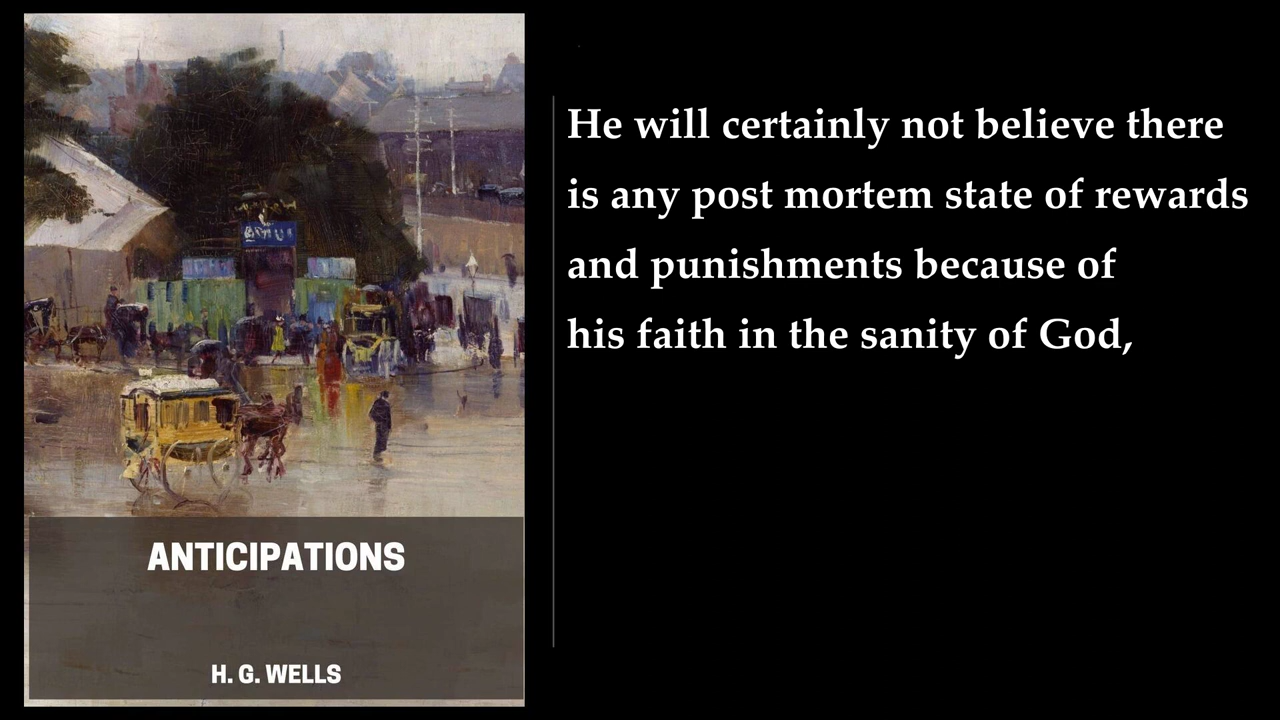 ANTICIPATIONS
H. G. WELLS
He will certainly not believe there
is any post mortem state of rewards
and punishments because of
his faith in the sanity of God,